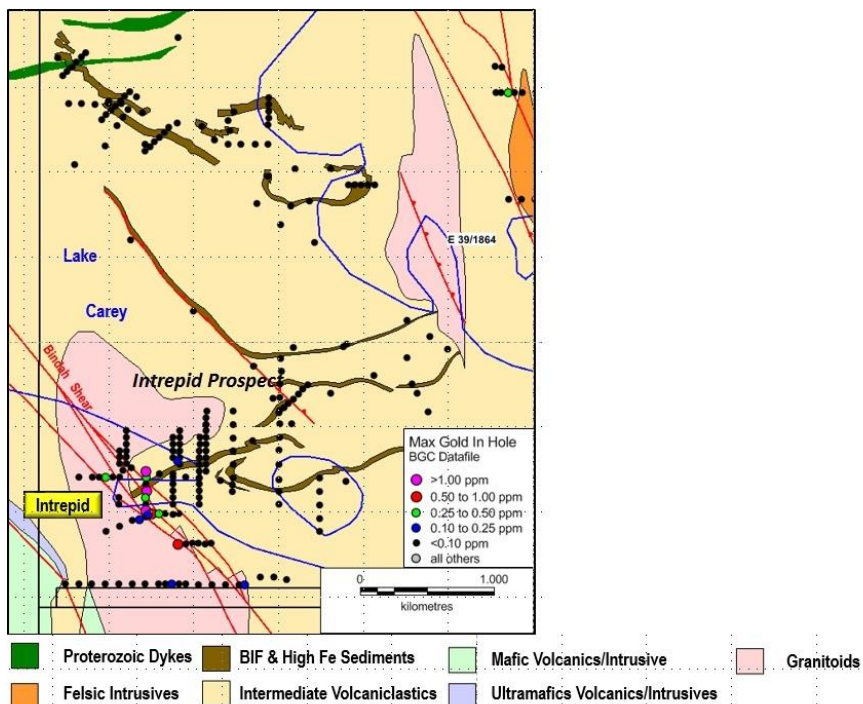 E 39/1864
Lake
Carey
Bindah Shear
Intrepid Prospect
Intrepid
Max Gold In Hole
BGC Datafile
>1.00 ppm
0.50 to 1.00 ppm
0.25 to 0.50 ppm
0.10 to 0.25 ppm
<0.10 ppm
all others
0 1.000
kilometres
Proterozoic Dykes BIF & High Fe Sediments Mafic Volcanics/Intrusive Granitoids
Felsic Intrusives Intermediate Volcaniclastics Ultramafics Volcanics/Intrusives